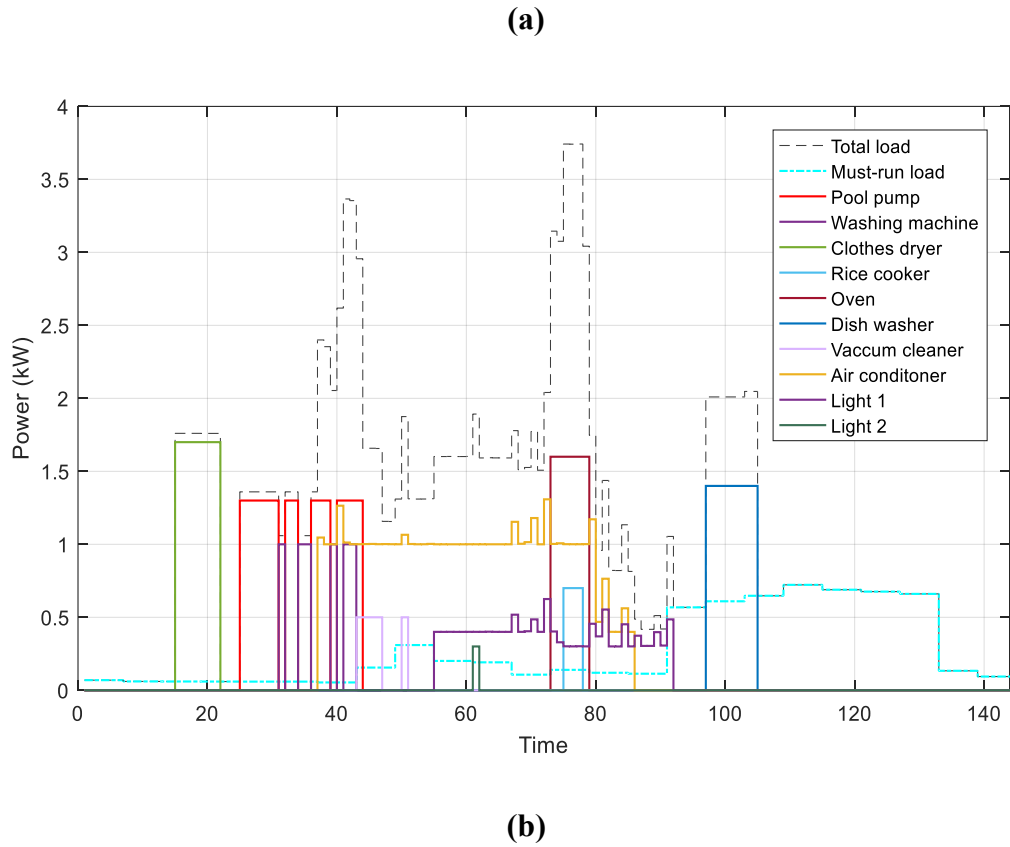 (a)
4
3.5
3
2.5
2
1.5
1
0.5
0
Power (kW)
0 20 40 60 80 100 120 140
Time
Total load
Must-run load
Pool pump
Washing machine
Clothes dryer
Rice cooker
Oven
Dish washer
Vaccum cleaner
Air conditoner
Light 1
Light 2
(b)